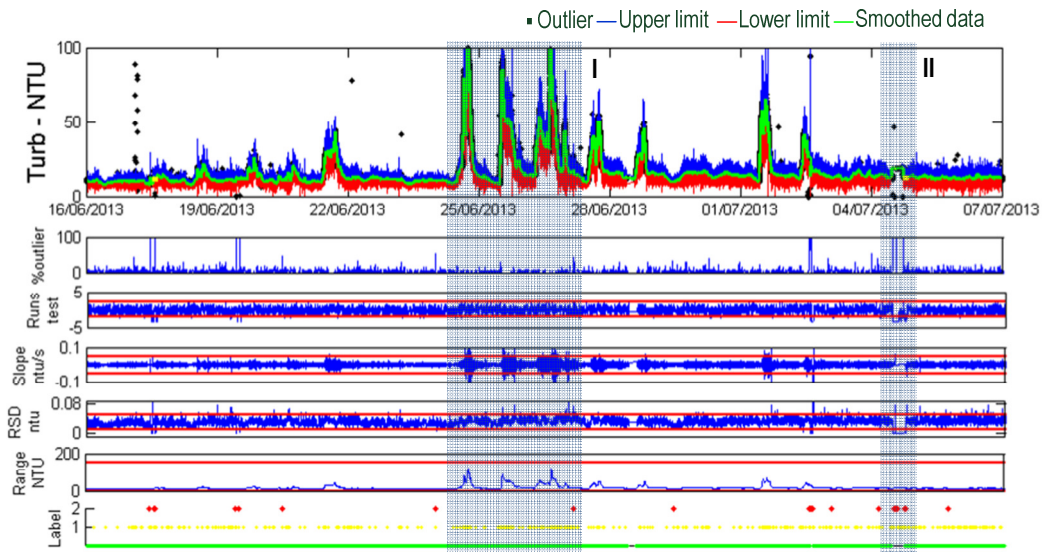 Outlier Upper limit Lower limit Smoothed data
Turb - NTU
100
50
0
I
II
16/06/2013 19/06/2013 22/06/2013 25/06/2013 28/06/2013 01/07/2013 04/07/2013 07/07/2013
%outlier
100
0
Runs
test
5
-5
Slope
ntu/s
0.1
-0.1
RSD
ntu
0.08
0
Range
NTU
200
0
Label
2
1